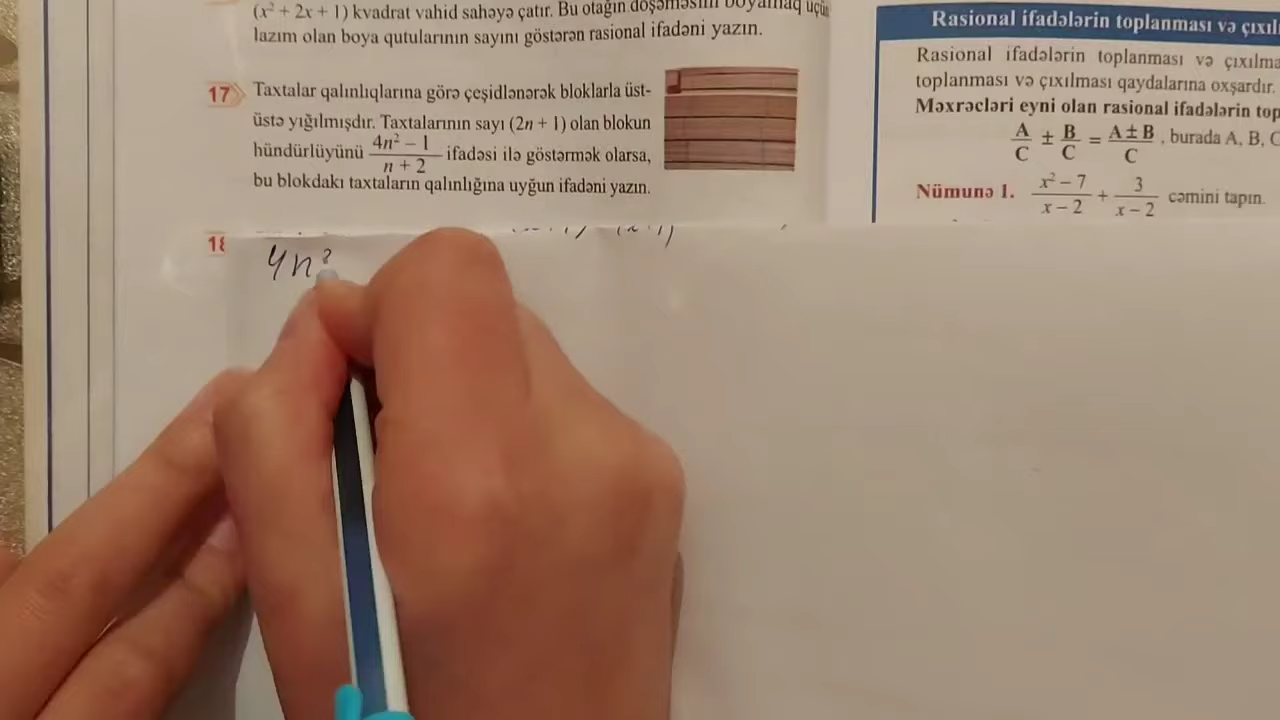 (x² + 2x + 1) kvadrat vahid sahəyə çatır. Bu otağın döşəməsini boyamaq üçün
lazım olan boya qutularının sayını göstərən rasional ifadəni yazın.
17 Taxtalar qalınlıqlarına görə çeşidlənərək bloklarla üst-
üstə yığılmışdır. Taxtalarının sayı (2n + 1) olan blokun
hündürlüyünü (4n² – 1)/(n + 2) ifadəsi ilə göstərmək olarsa,
bu blokdakı taxtaların qalınlığına uyğun ifadəni yazın.
18
4n²
Rasional ifadələrin toplanması və
Rasional ifadələrin toplanması və
toplanması və çıxılması qaydalarına oxşardır.
Məxrəcləri eyni olan rasional ifadələrin
A/C ± B/C = (A ± B)/C , burada A, B,
Nümunə 1. (x² – 7)/(x – 2) + 3/(x – 2) cəmini tapın.